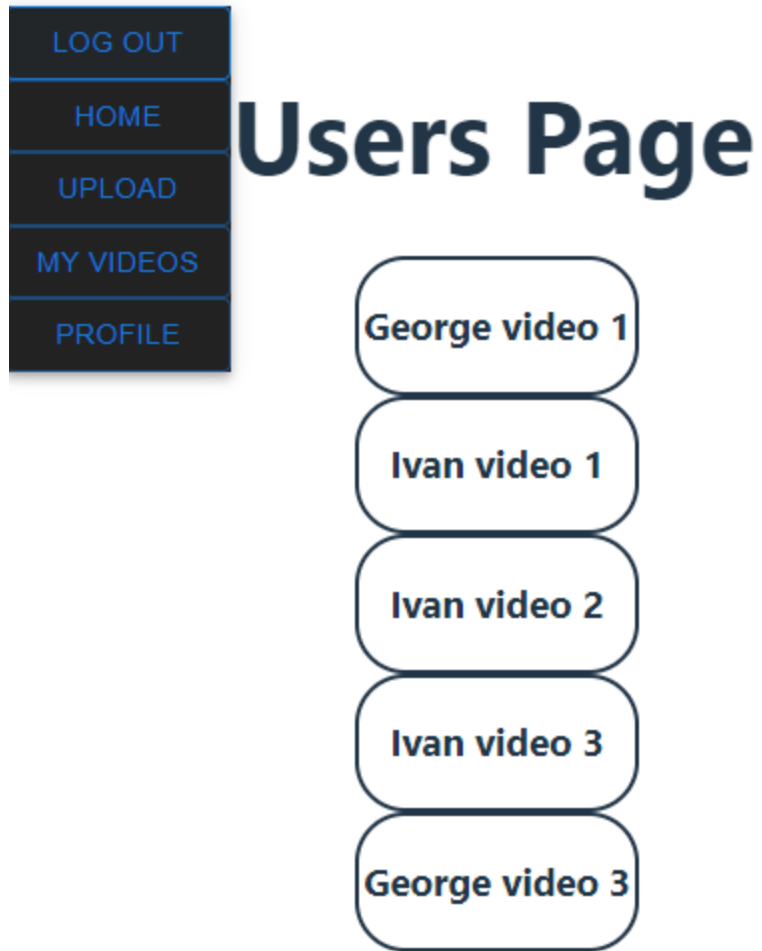 LOG OUT
HOME
UPLOAD
MY VIDEOS
PROFILE
Users Page
George video 1
Ivan video 1
Ivan video 2
Ivan video 3
George video 3